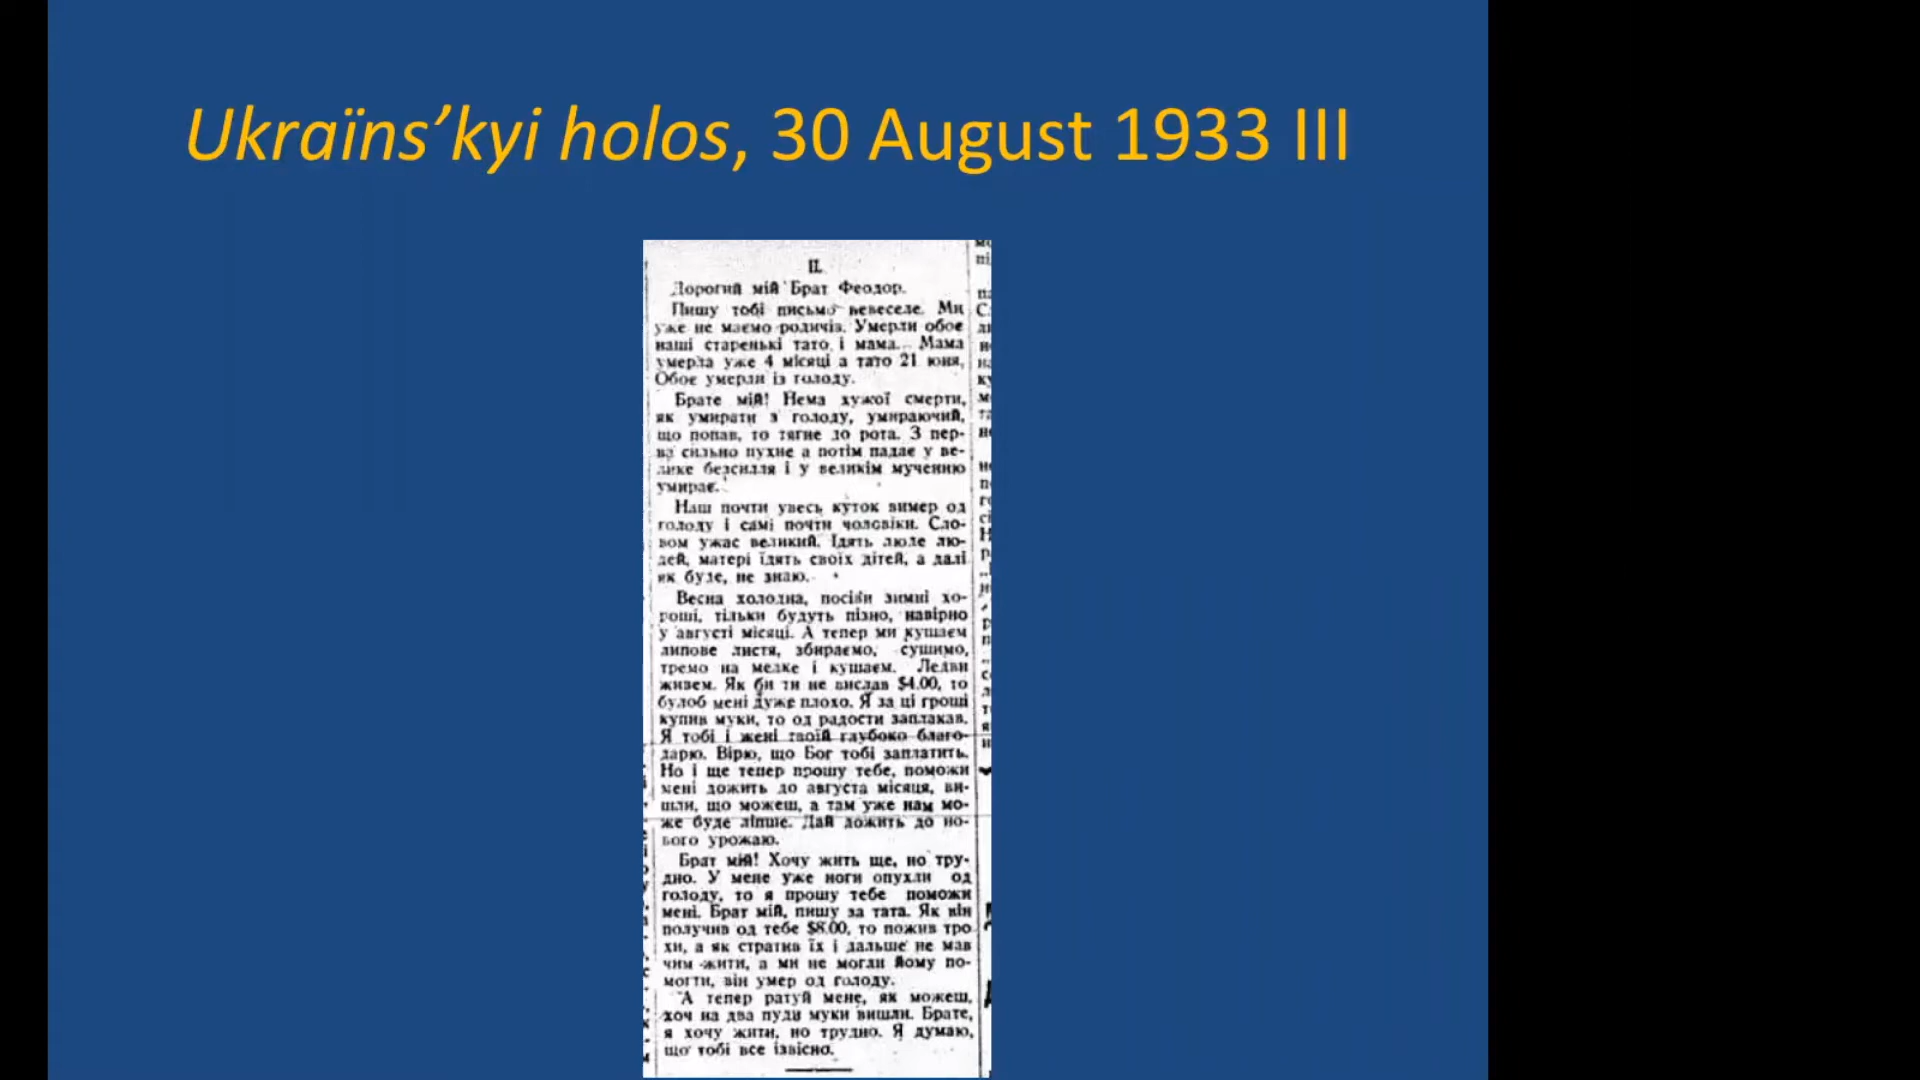 Ukraïns’kyi holos, 30 August 1933 III
II.
Дорогий мій Брат Феодор.
Пишу тобі письмо невеселе. Ми
уже не маємо родичів. Умерли обоє
наші старенькі тато і мама.. Мама
умерла уже 4 місяці а тато 21 юня,
Обоє умерли із голоду.
Брате мій! Нема хужої смерти,
як умирати з голоду, умираючий,
що попав, то тягне до рота. З пер-
ва сильно пухне а потім падає у ве-
лике безсилля і у великім мученню
умирає.
Наш почти увесь куток вимер од
голоду і самі почти чоловіки. Сло-
вом ужас великий. Їдять люде лю-
дей, матері їдять своїх дітей, а далі
як буде, не знаю.
Весна холодна, посіви зимні хо-
роші, тільки будуть пізно, навірно
у августі місяці. А тепер ми кушаєм
липове листя, збираємо, сушимо,
тремо на мелке і кушаєм. Ледви
живем. Як би ти не вислав $4.00, то
булоб мені дуже плохо. Я за ці гроші
купив муки, то од радости заплакав.
Я тобі і жені твоїй глубоко благо-
дарю. Вірю, що Бог тобі заплатить.
Но і ще тепер прошу тебе, поможи
мені дожить до августа місяця, ви-
шли, що можеш, а там уже нам мо-
же буде ліпше. Дай дожить до но-
вого урожаю.
Брат мій! Хочу жить ще, но тру-
дно. У мене уже ноги опухли од
голоду, то я прошу тебе поможи
мені. Брат мій, пишу за тата. Як він
получив од тебе $8.00, то пожив тро
хи, а як стратив їх і дальше не мав
чим жити, а ми не могли йому по-
могти, він умер од голоду.
А тепер ратуй мене, як можеш,
хоч на два пуди муки вишли. Брате,
я хочу жити, но трудно. Я думаю,
що тобі все ізвісно.